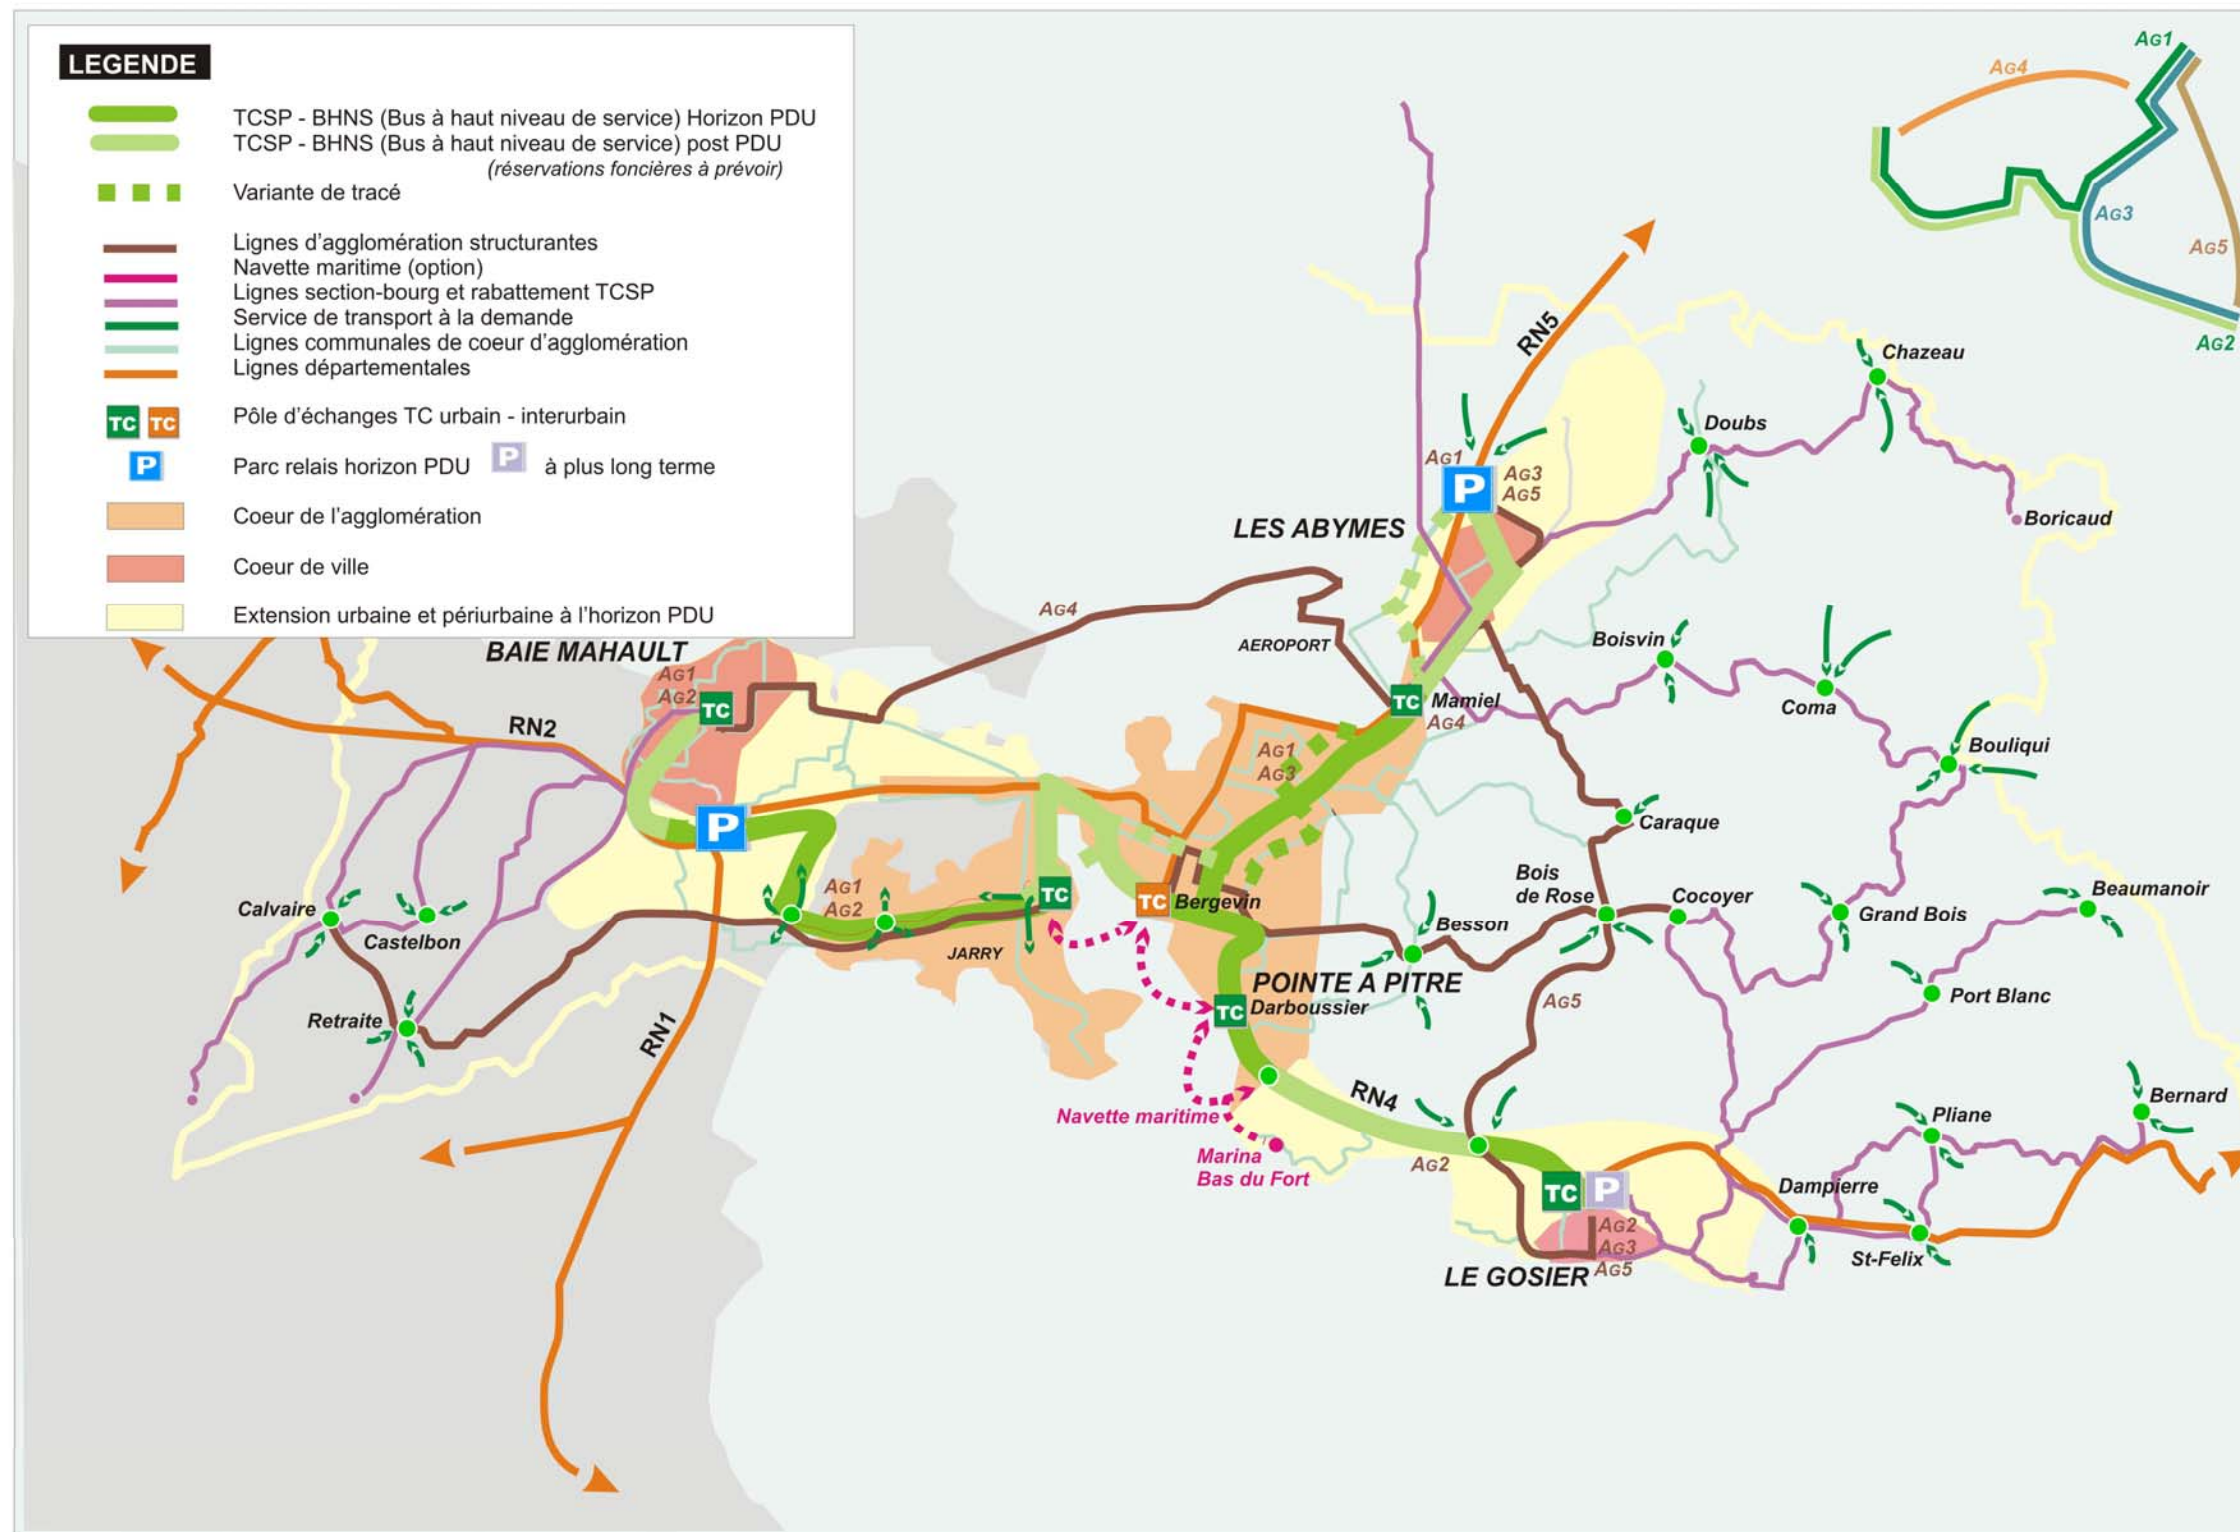 LEGENDE
TCSP - BHNS (Bus à haut niveau de service) Horizon PDU
TCSP - BHNS (Bus à haut niveau de service) post PDU
(réservations foncières à prévoir)
Variante de tracé
Lignes d'agglomération structurantes
Navette maritime (option)
Lignes section-bourg et rabattement TCSP
Service de transport à la demande
Lignes communales de coeur d'agglomération
Lignes départementales
TC TC Pôle d'échanges TC urbain - interurbain
P Parc relais horizon PDU P à plus long terme
Coeur de l'agglomération
Coeur de ville
Extension urbaine et périurbaine à l'horizon PDU
AG1
AG4
AG3
AG5
AG2
RN5
Chazeau
Doubs
AG1
P
AG3
AG5
Boricaud
LES ABYMES
AG4
AEROPORT
Boisvin
BAIE MAHAULT
AG1
AG2
TC
TC
Mamiel
AG4
Coma
RN2
AG1
AG3
Bouliqui
P
Caraque
AG1
AG2
TC
TC
Bergevin
Bois
de Rose
Cocoyer
Beaumanoir
Calvaire
Castelbon
Besson
Grand Bois
JARRY
POINTE A PITRE
TC
Darboussier
AG5
Port Blanc
Retraite
RN1
RN4
Navette maritime
Bernard
Pliane
Marina
Bas du Fort
AG2
TC
P
Dampierre
AG2
AG3
AG5
St-Felix
LE GOSIER